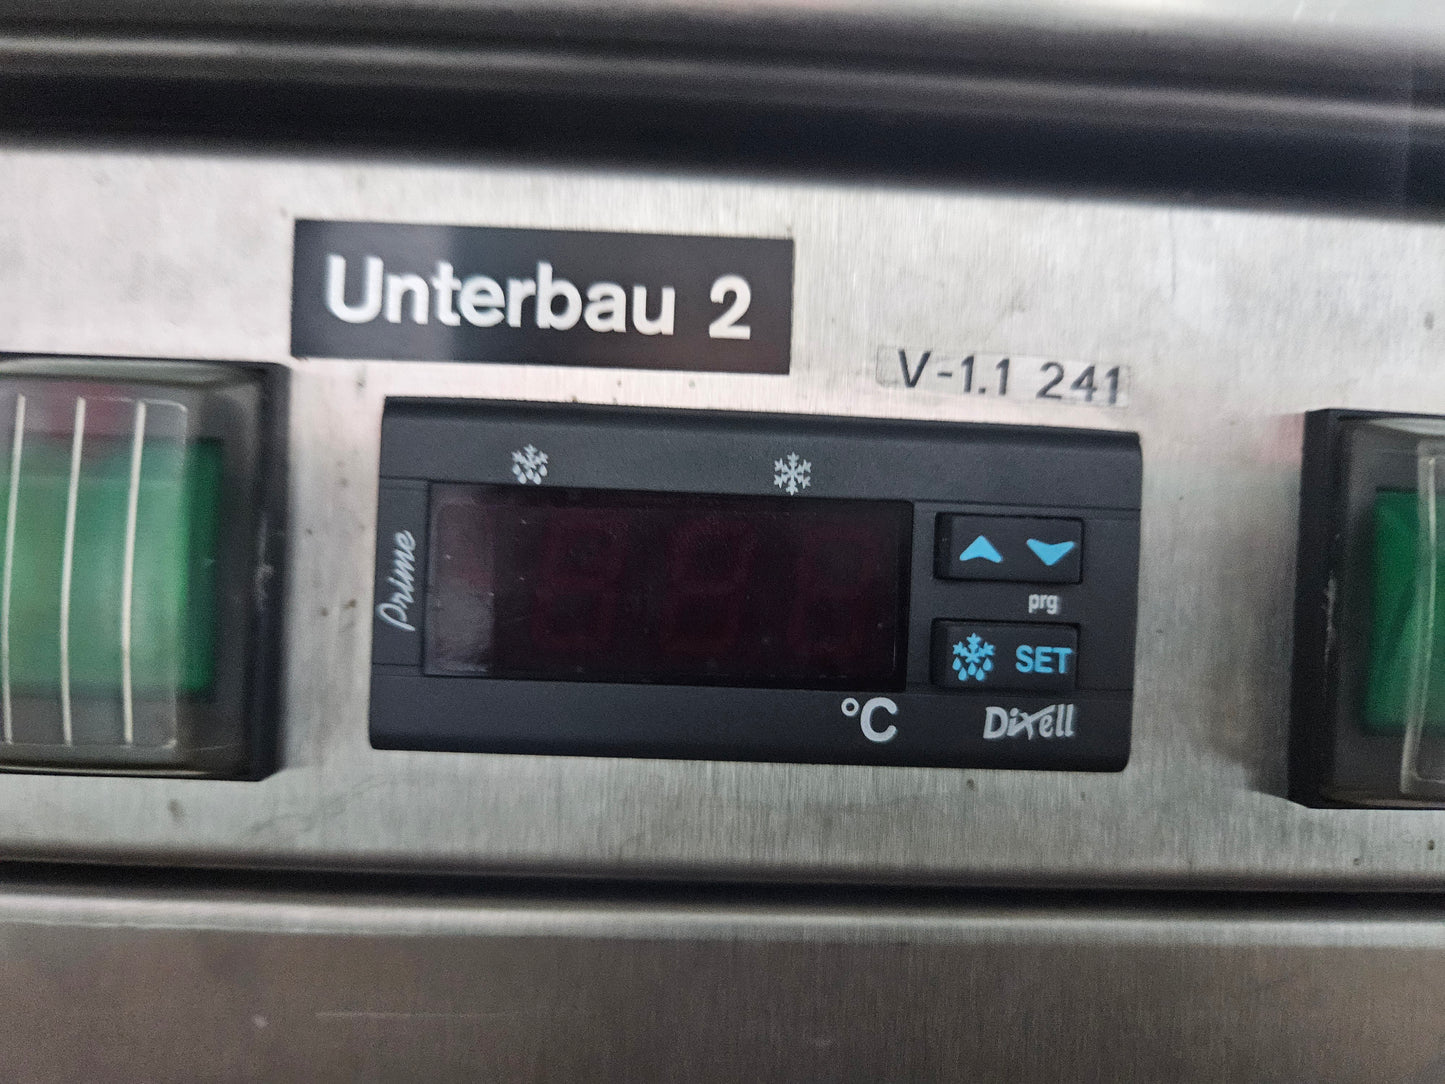 Unterbau 2
V-1.1 241
Prime
prg
SET
°C
Dixell